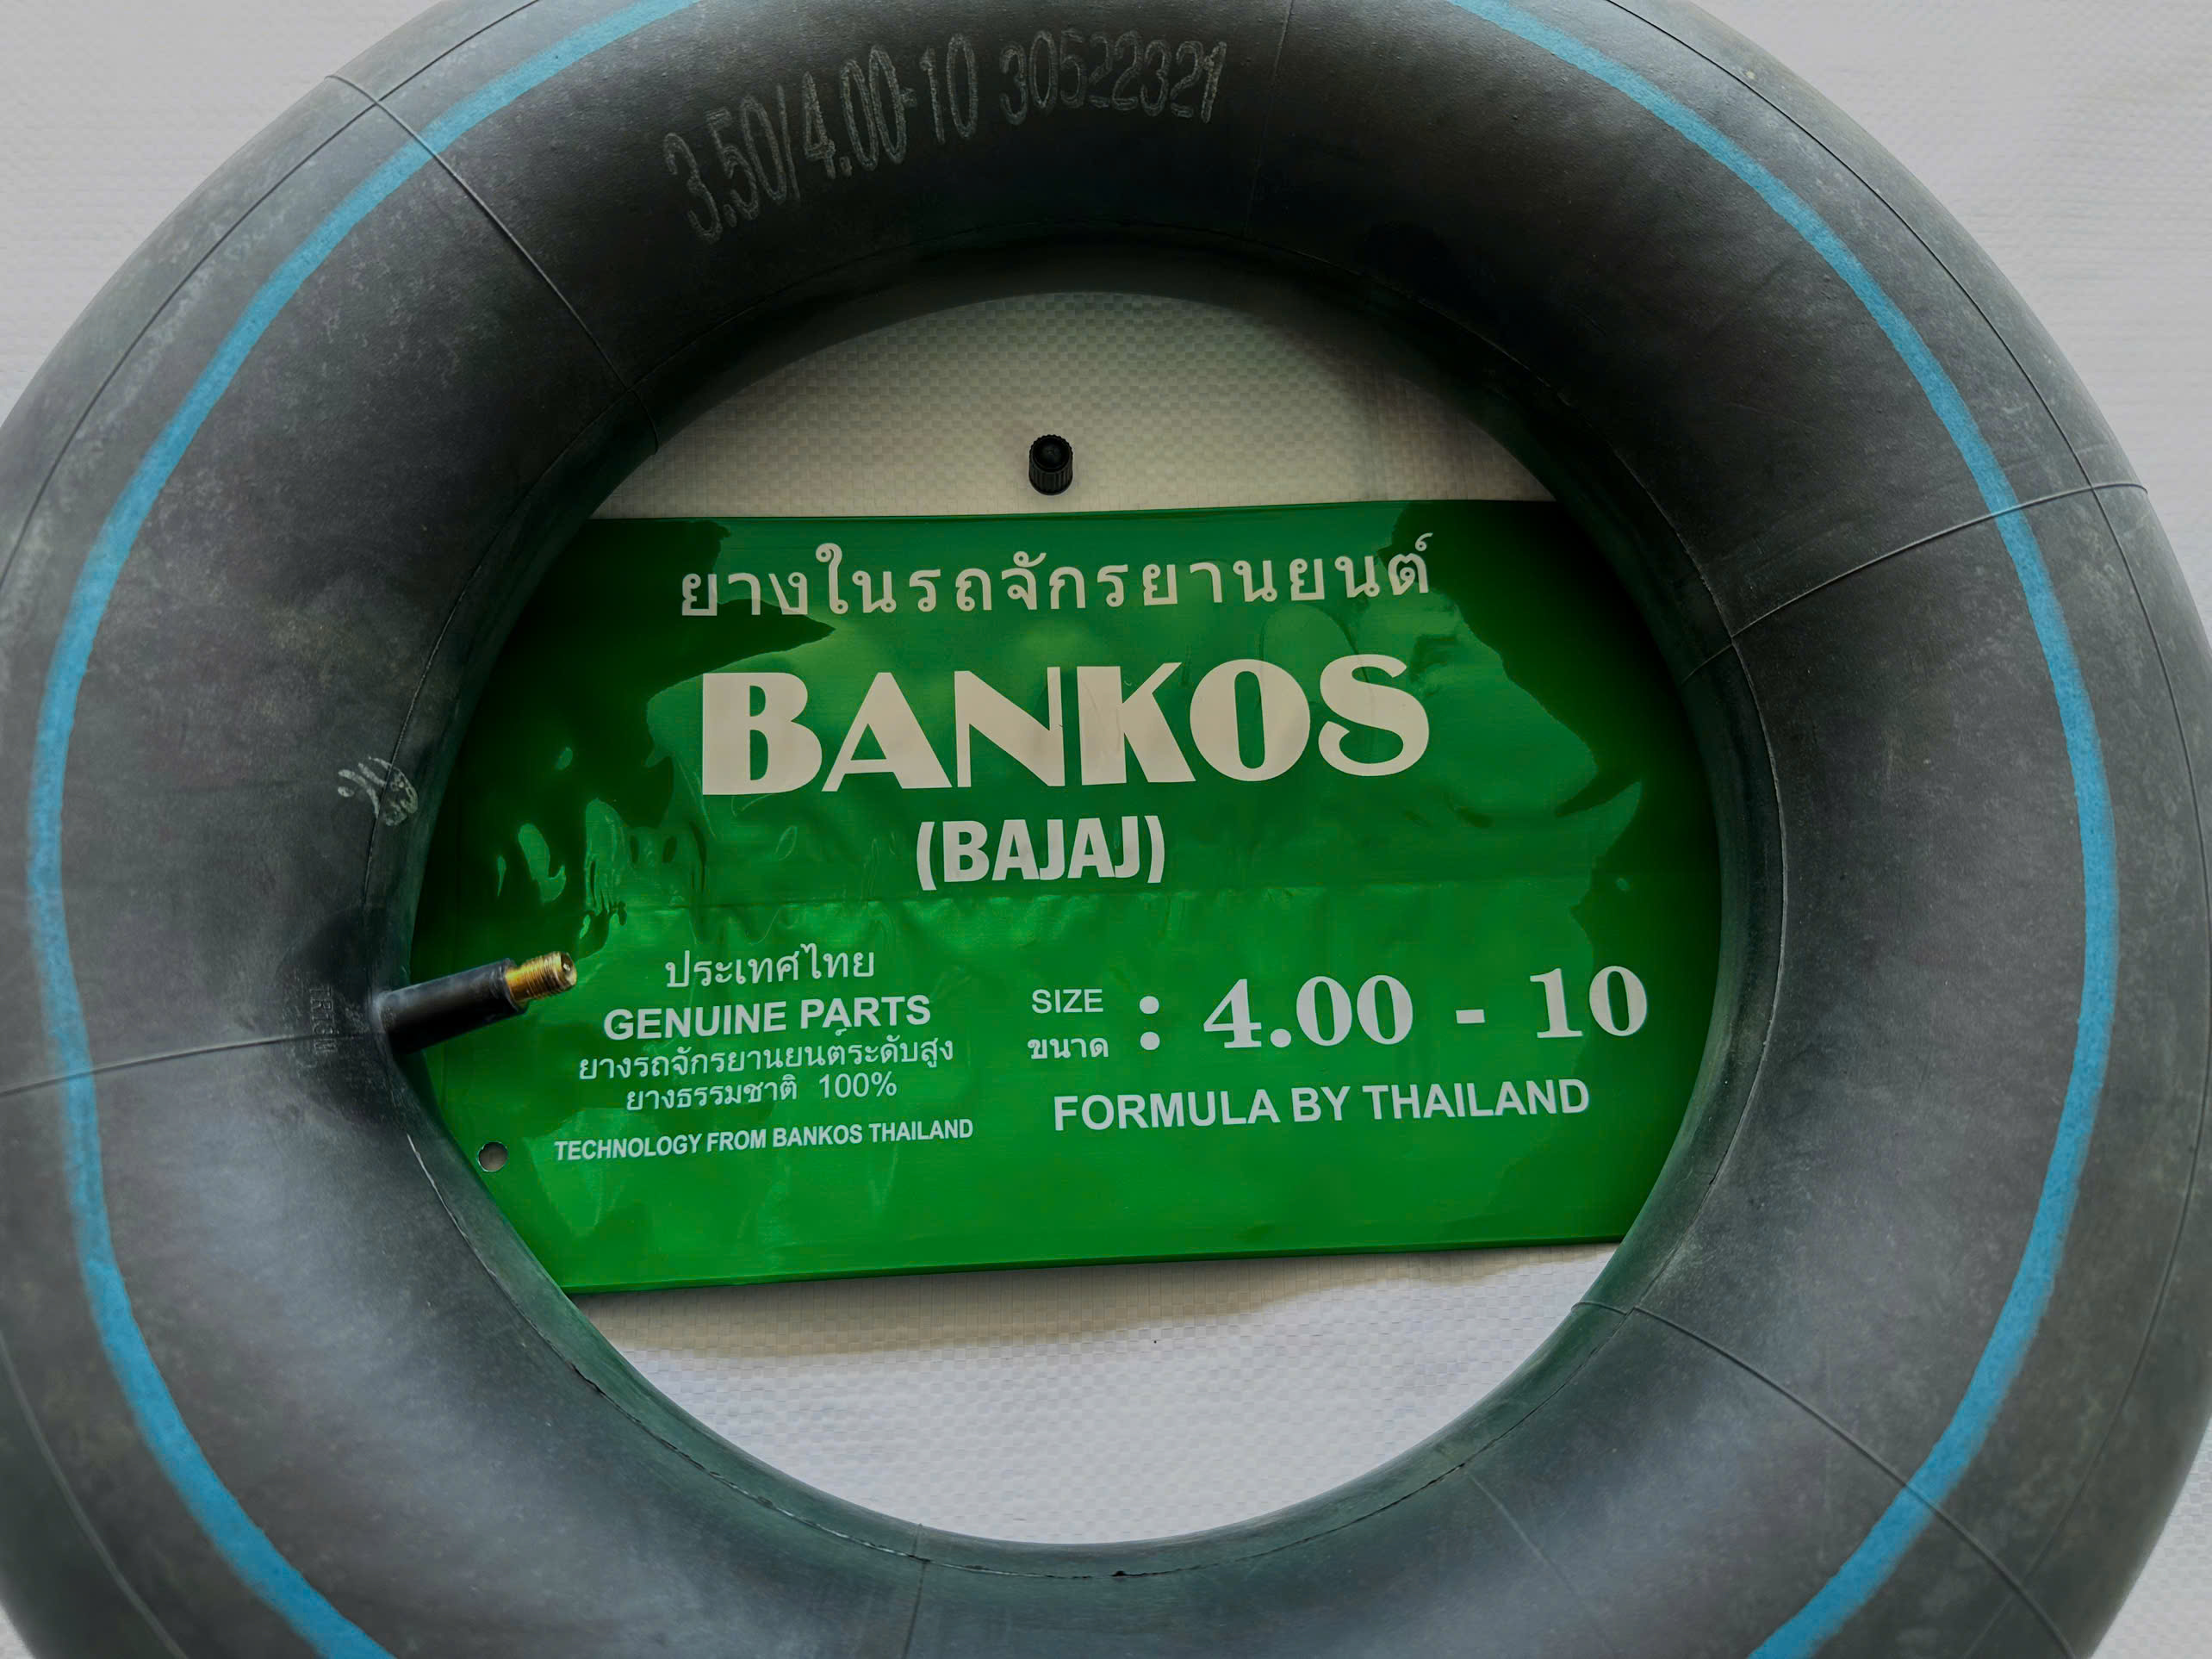 3.50/4.00-10 30522321
ยางในรถจักรยานยนต์
BANKOS
(BAJAJ)
ประเทศไทย
GENUINE PARTS
ยางรถจักรยานยนต์ระดับสูง
ยางธรรมชาติ 100%
TECHNOLOGY FROM BANKOS THAILAND
SIZE
ขนาด
: 4.00 - 10
FORMULA BY THAILAND